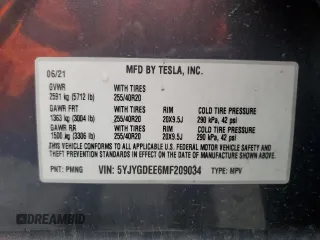 MFD BY TESLA, INC.
06/21
GVWR WITH TIRES
2591 kg (5712 lb) 255/40R20
GAWR FRT WITH TIRES RIM COLD TIRE PRESSURE
1363 kg (3004 lb) 255/40R20 20X9.5J 290 kPa, 42 psi
GAWR RR WITH TIRES RIM COLD TIRE PRESSURE
1500 kg (3306 lb) 255/40R20 20X9.5J 290 kPa, 42 psi
THIS VEHICLE CONFORMS TO ALL APPLICABLE U.S. FEDERAL MOTOR VEHICLE
SAFETY AND THEFT PREVENTION STANDARDS IN EFFECT ON THE DATE OF
MANUFACTURE SHOWN ABOVE.
PNT: PMNG VIN: 5YJYGDEE6MF209034 TYPE: MPV
DREAMBID